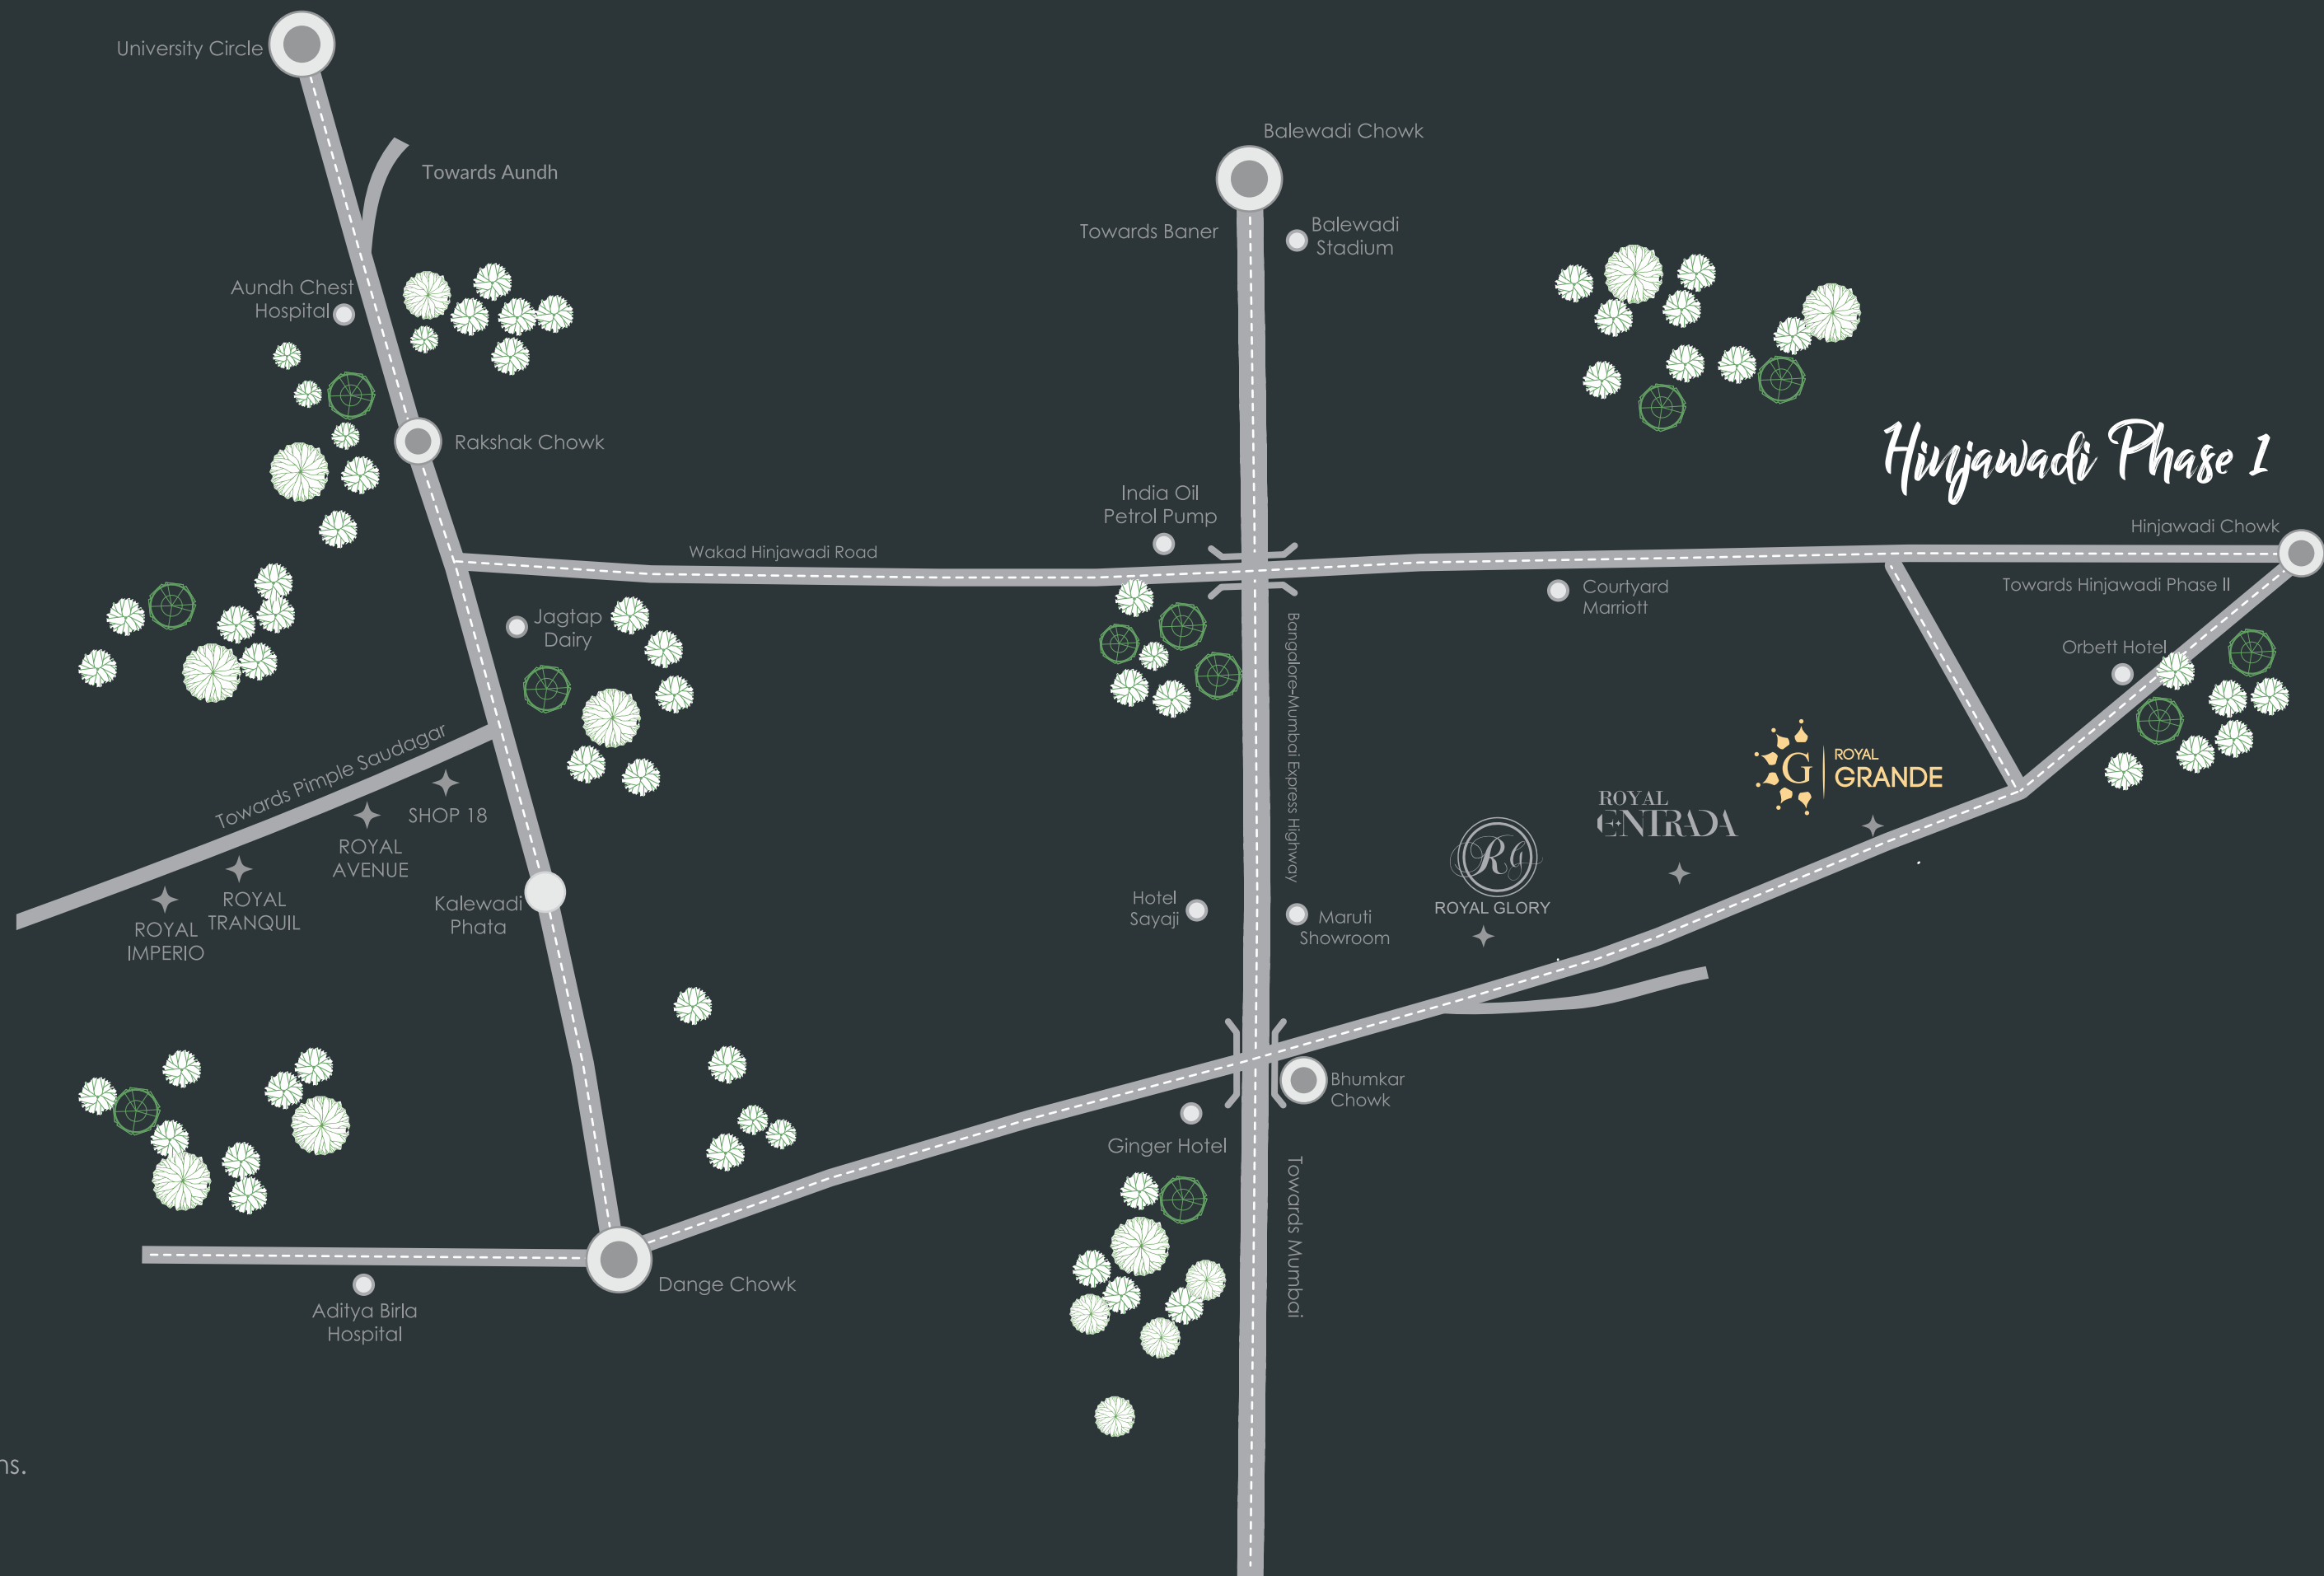 University Circle
Towards Aundh
Balewadi Chowk
Towards Baner
Balewadi
Stadium
Aundh Chest
Hospital
Rakshak Chowk
Hinjawadi Phase 1
India Oil
Petrol Pump
Hinjawadi Chowk
Wakad Hinjawadi Road
Towards Hinjawadi Phase II
Courtyard
Marriott
Jagtap
Dairy
Orbett Hotel
Bangalore-Mumbai Express Highway
Towards Pimple Saudagar
G
ROYAL
GRANDE
ROYAL
ENTRADA
SHOP 18
ROYAL
AVENUE
RG
ROYAL GLORY
ROYAL
TRANQUIL
ROYAL
IMPERIO
Kalewadi
Phata
Hotel
Sayaji
Maruti
Showroom
Bhumkar
Chowk
Ginger Hotel
Towards Mumbai
Dange Chowk
Aditya Birla
Hospital
ns.